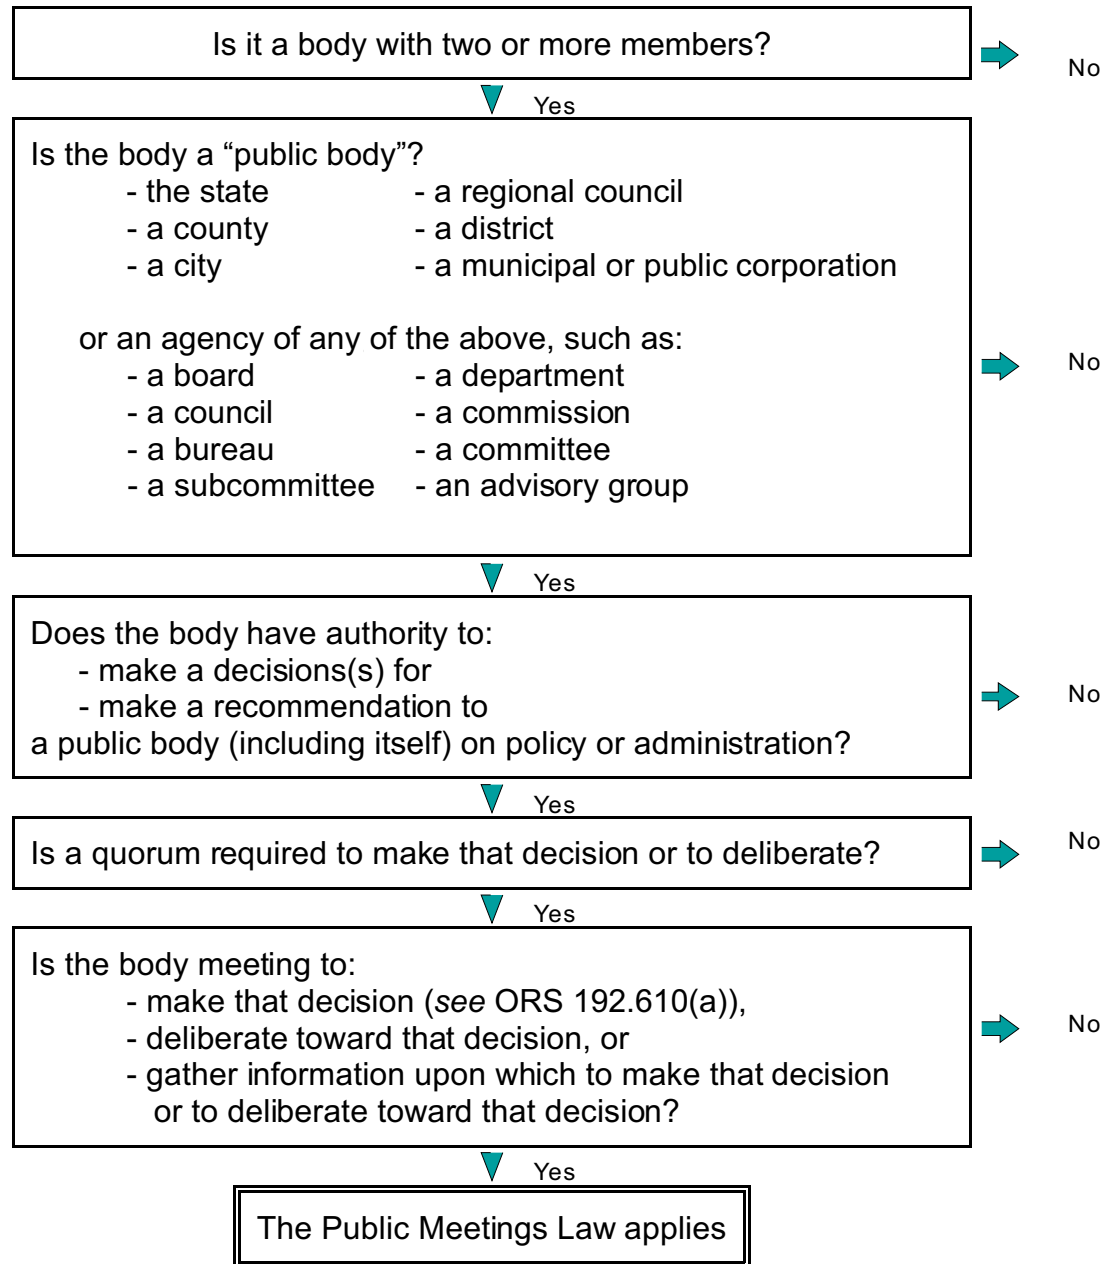 Is it a body with two or more members?
No
Yes
Is the body a “public body”?
- the state - a regional council
- a county - a district
- a city - a municipal or public corporation
or an agency of any of the above, such as:
No
- a board - a department
- a council - a commission
- a bureau - a committee
- a subcommittee - an advisory group
Yes
Does the body have authority to:
- make a decisions(s) for
- make a recommendation to
No
a public body (including itself) on policy or administration?
Yes
Is a quorum required to make that decision or to deliberate?
No
Yes
Is the body meeting to:
- make that decision (see ORS 192.610(a)),
- deliberate toward that decision, or
No
- gather information upon which to make that decision
or to deliberate toward that decision?
Yes
The Public Meetings Law applies